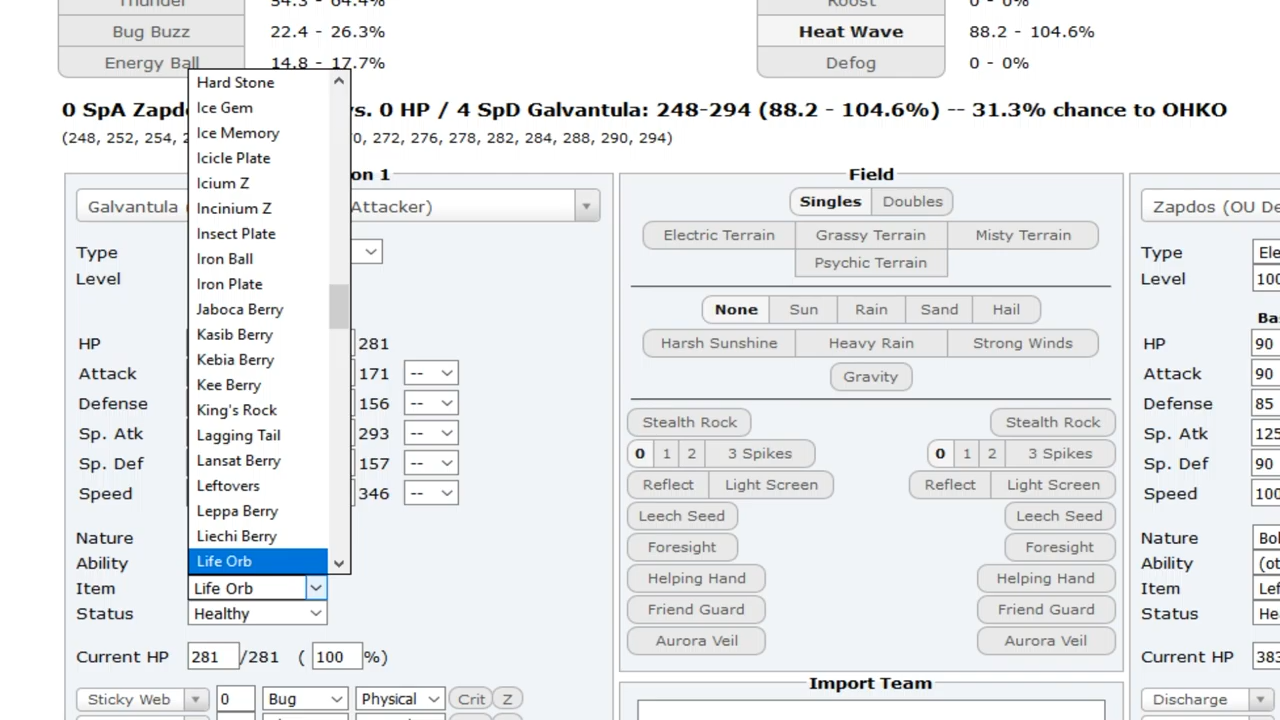 Thunder 54.3 - 64.4% Roost 0 - 0%
Bug Buzz 22.4 - 26.3% Heat Wave 88.2 - 104.6%
Energy Ball 14.8 - 17.7% Defog 0 - 0%
0 SpA Zapdo vs. 0 HP / 4 SpD Galvantula: 248-294 (88.2 - 104.6%) -- 31.3% chance to OHKO
(248, 252, 254, 272, 276, 278, 282, 284, 288, 290, 294)
Hard Stone
Ice Gem
Ice Memory
Icicle Plate
Icium Z
Incinium Z
Insect Plate
Iron Ball
Iron Plate
Jaboca Berry
Kasib Berry
Kebia Berry
Kee Berry
King's Rock
Lagging Tail
Lansat Berry
Leftovers
Leppa Berry
Liechi Berry
Life Orb
on 1
Galvantula Attacker)
Type
Level
HP 281
Attack 171 --
Defense 156 --
Sp. Atk 293 --
Sp. Def 157 --
Speed 346 --
Nature
Ability
Item Life Orb
Status Healthy
Current HP 281 /281 ( 100 %)
Sticky Web 0 Bug Physical Crit Z
Field
Singles Doubles
Electric Terrain Grassy Terrain Misty Terrain
Psychic Terrain
None Sun Rain Sand Hail
Harsh Sunshine Heavy Rain Strong Winds
Gravity
Stealth Rock Stealth Rock
0 1 2 3 Spikes 0 1 2 3 Spikes
Reflect Light Screen Reflect Light Screen
Leech Seed Leech Seed
Foresight Foresight
Helping Hand Helping Hand
Friend Guard Friend Guard
Aurora Veil Aurora Veil
Import Team
Zapdos (OU De
Type Ele
Level 100
Bas
HP 90
Attack 90
Defense 85
Sp. Atk 125
Sp. Def 90
Speed 100
Nature Bol
Ability (ot
Item Lef
Status Hea
Current HP 383
Discharge